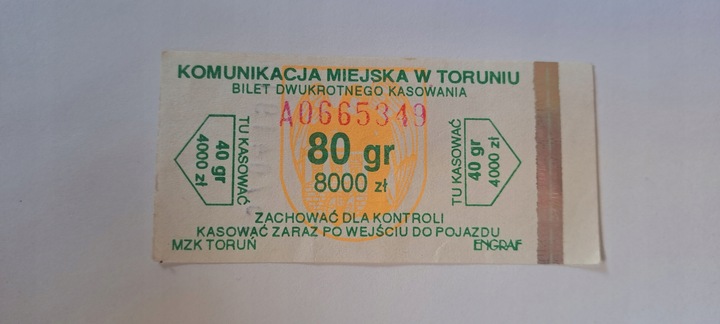 KOMUNIKACJA MIEJSKA W TORUNIU
BILET DWUKROTNEGO KASOWANIA
A0665349
TU KASOWAĆ
40 gr
4000 zł
80 gr
8000 zł
TU KASOWAĆ
40 gr
4000 zł
ZACHOWAĆ DLA KONTROLI
KASOWAĆ ZARAZ PO WEJŚCIU DO POJAZDU
MZK TORUŃ
ENGRAF